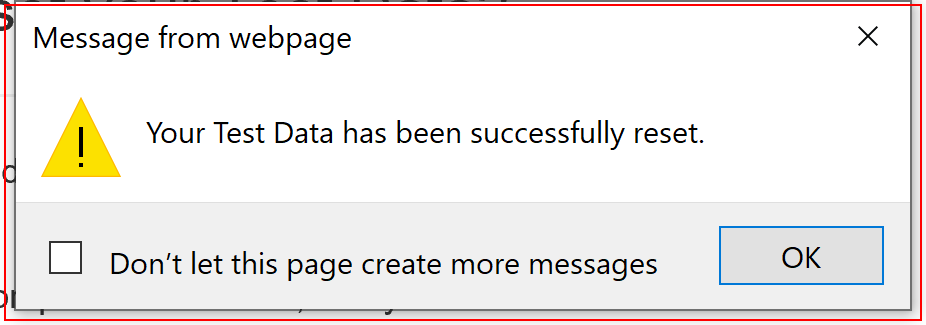 Message from webpage
Your Test Data has been successfully reset.
Don’t let this page create more messages
OK